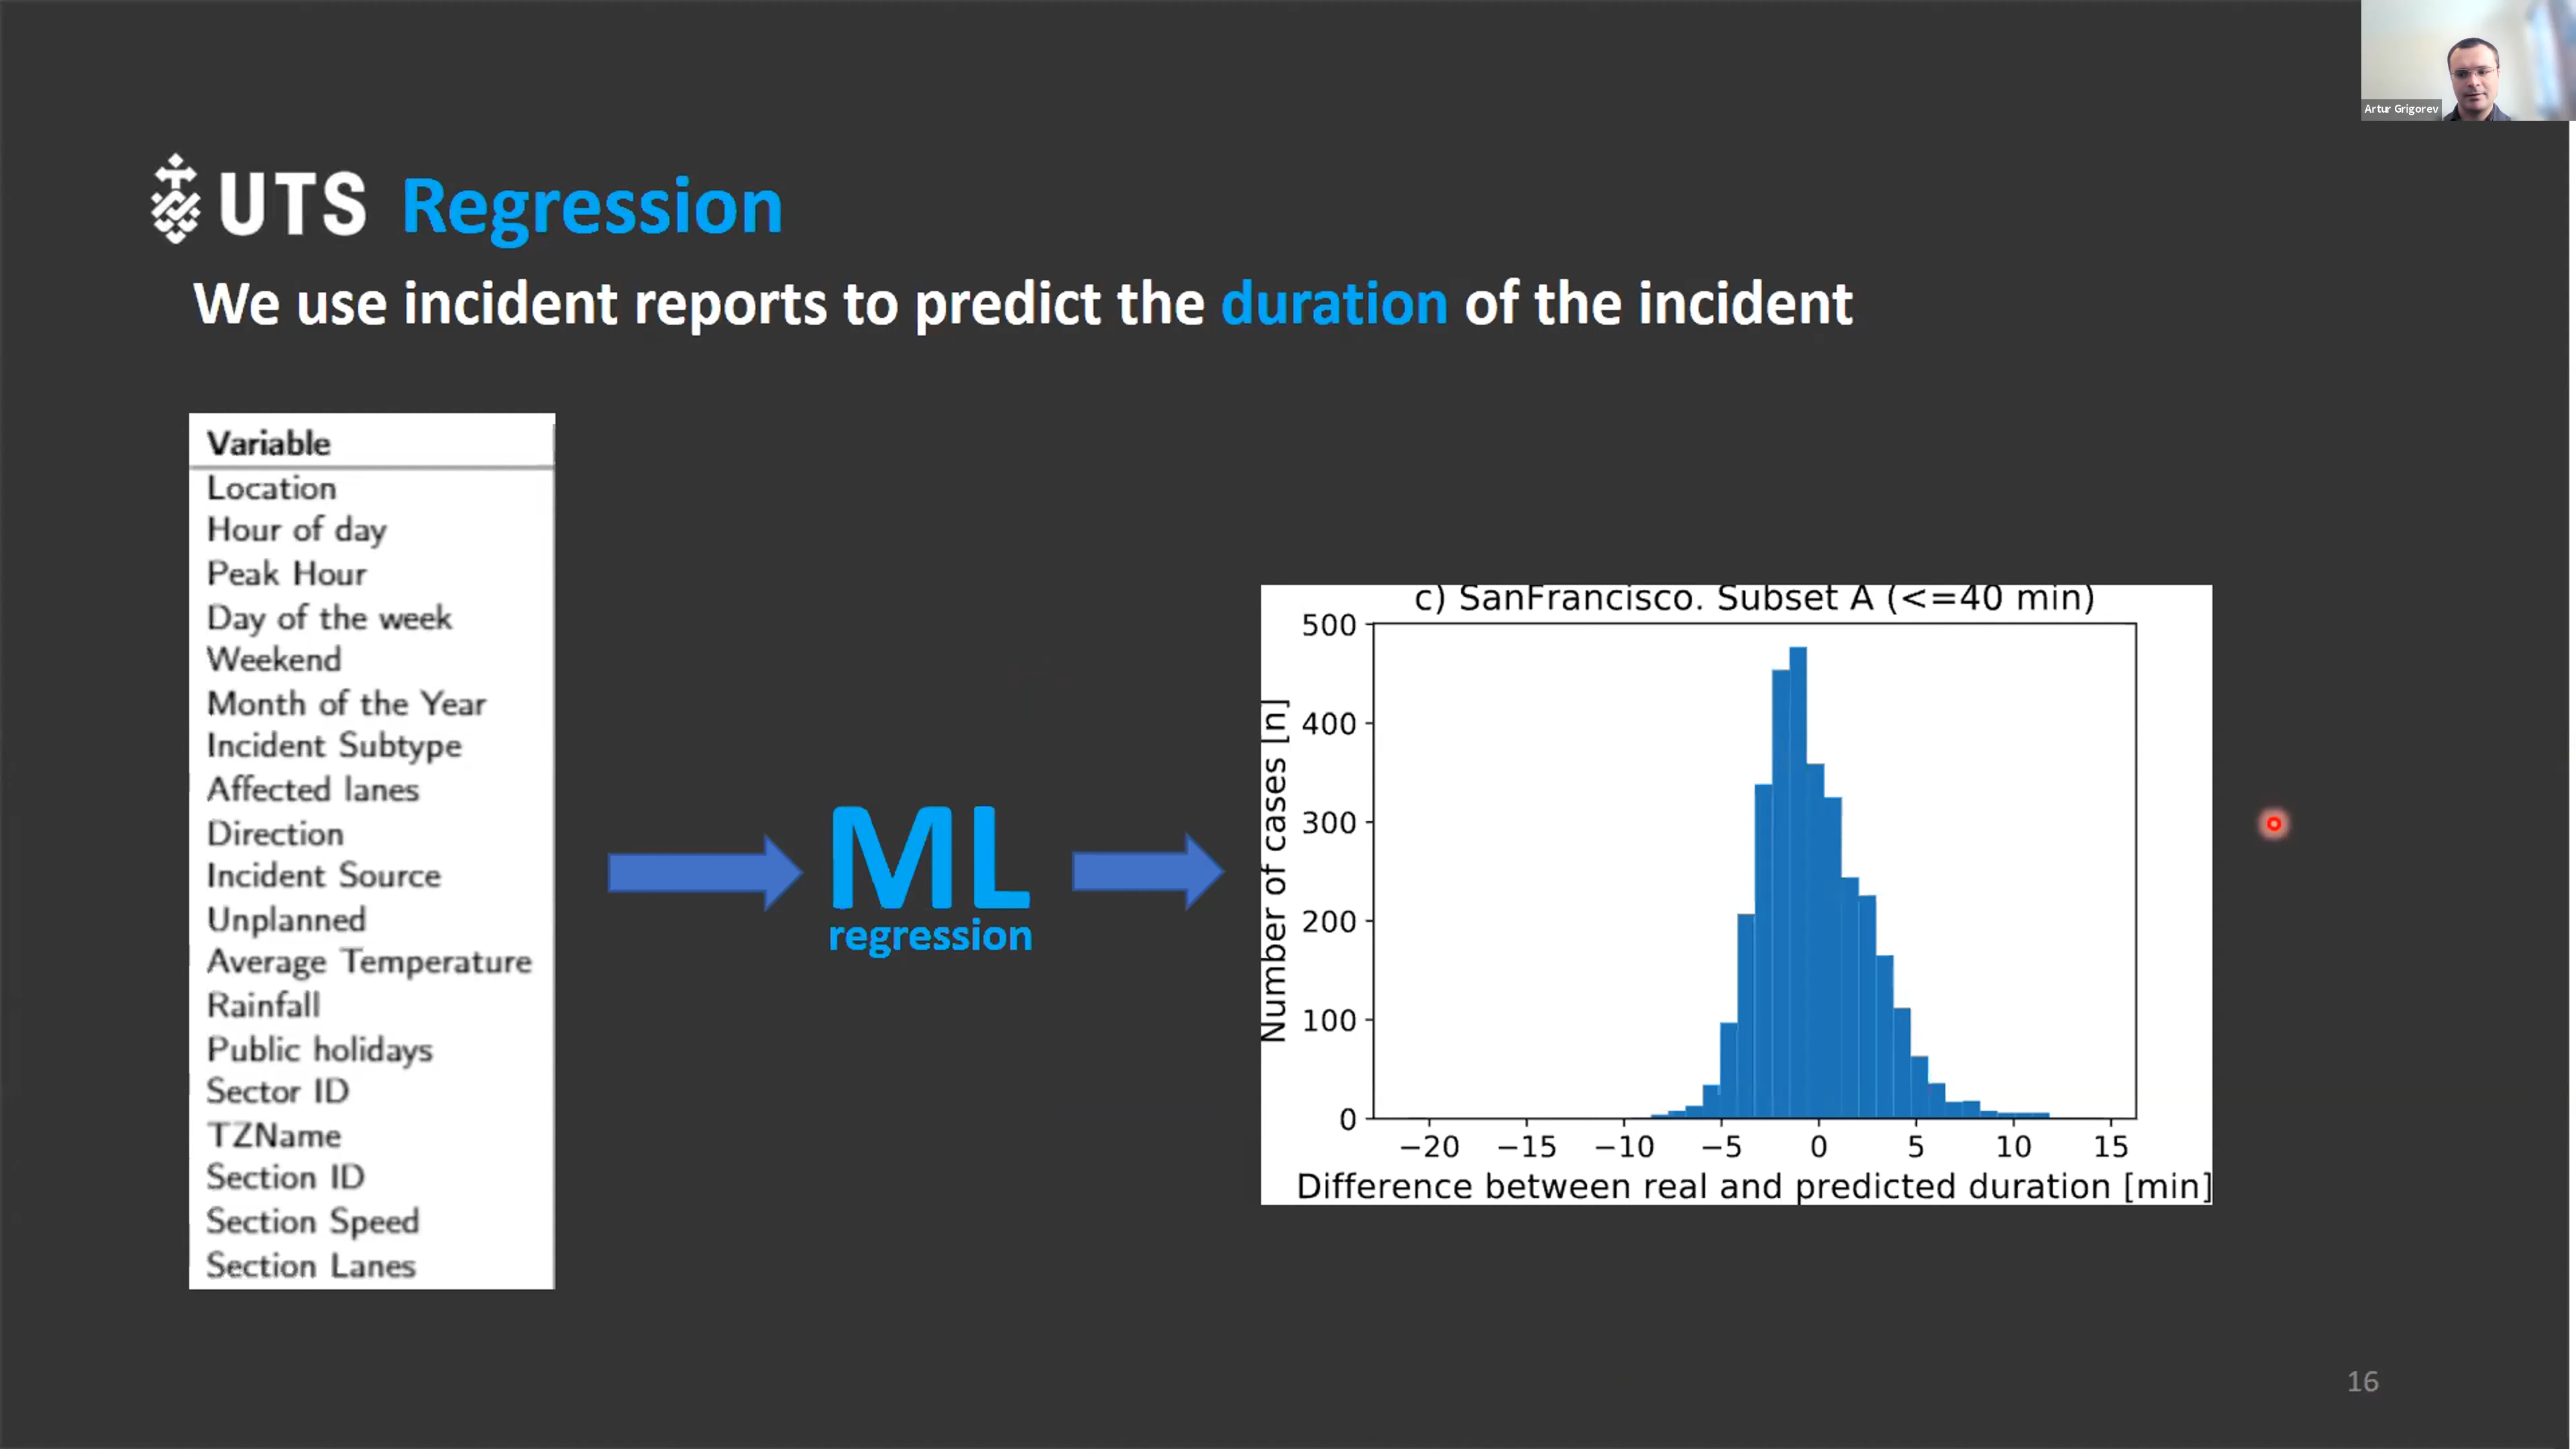 Artur Grigorev
UTS Regression
We use incident reports to predict the duration of the incident
Variable
Location
Hour of day
Peak Hour
Day of the week
Weekend
Month of the Year
Incident Subtype
Affected lanes
Direction
Incident Source
Unplanned
Average Temperature
Rainfall
Public holidays
Sector ID
TZName
Section ID
Section Speed
Section Lanes
ML
regression
c) SanFrancisco. Subset A (<=40 min)
Number of cases [n]
500
400
300
200
100
0
−20 −15 −10 −5 0 5 10 15
Difference between real and predicted duration [min]
16